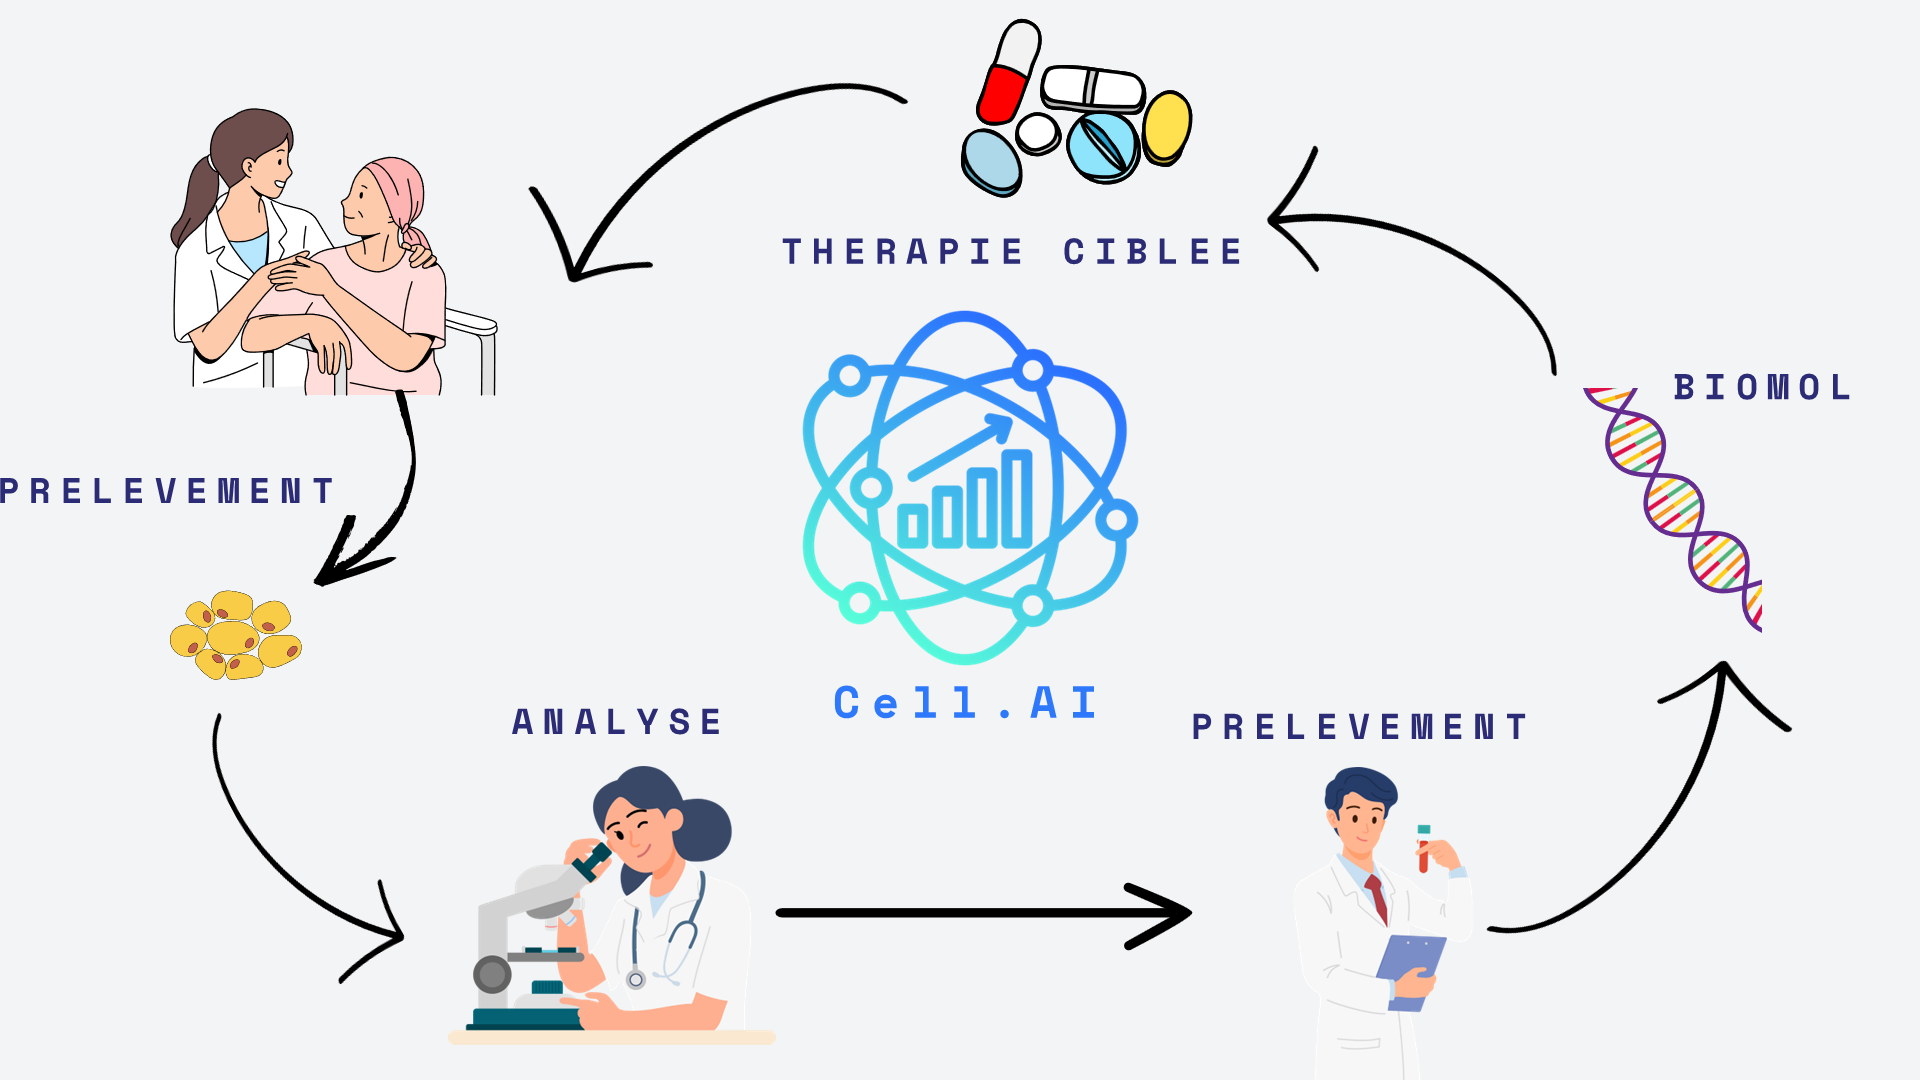 THERAPIE CIBLEE
BIOMOL
PRELEVEMENT
Cell.AI
ANALYSE
PRELEVEMENT